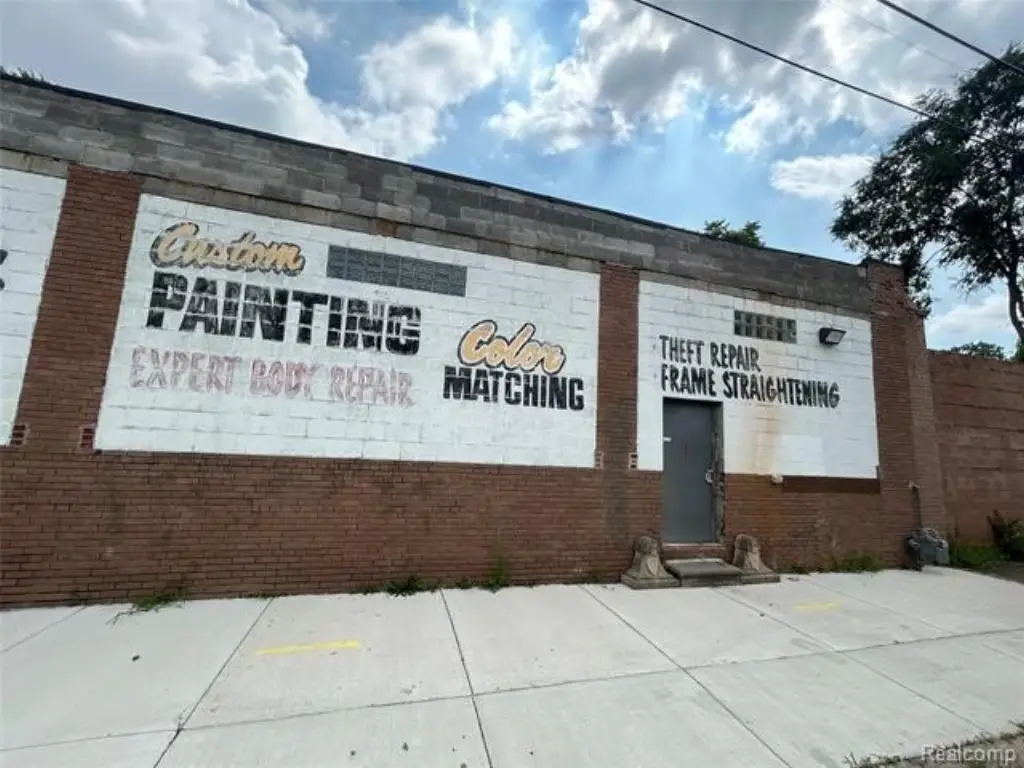 Custom
PAINTING
EXPERT BODY REPAIR
Color
MATCHING
THEFT REPAIR
FRAME STRAIGHTENING
Realcomp